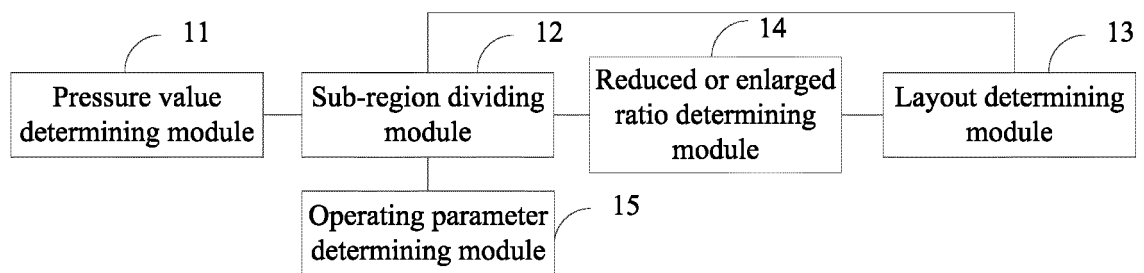 11
Pressure value
determining module
12
Sub-region dividing
module
14
Reduced or enlarged
ratio determining
module
13
Layout determining
module
15
Operating parameter
determining module